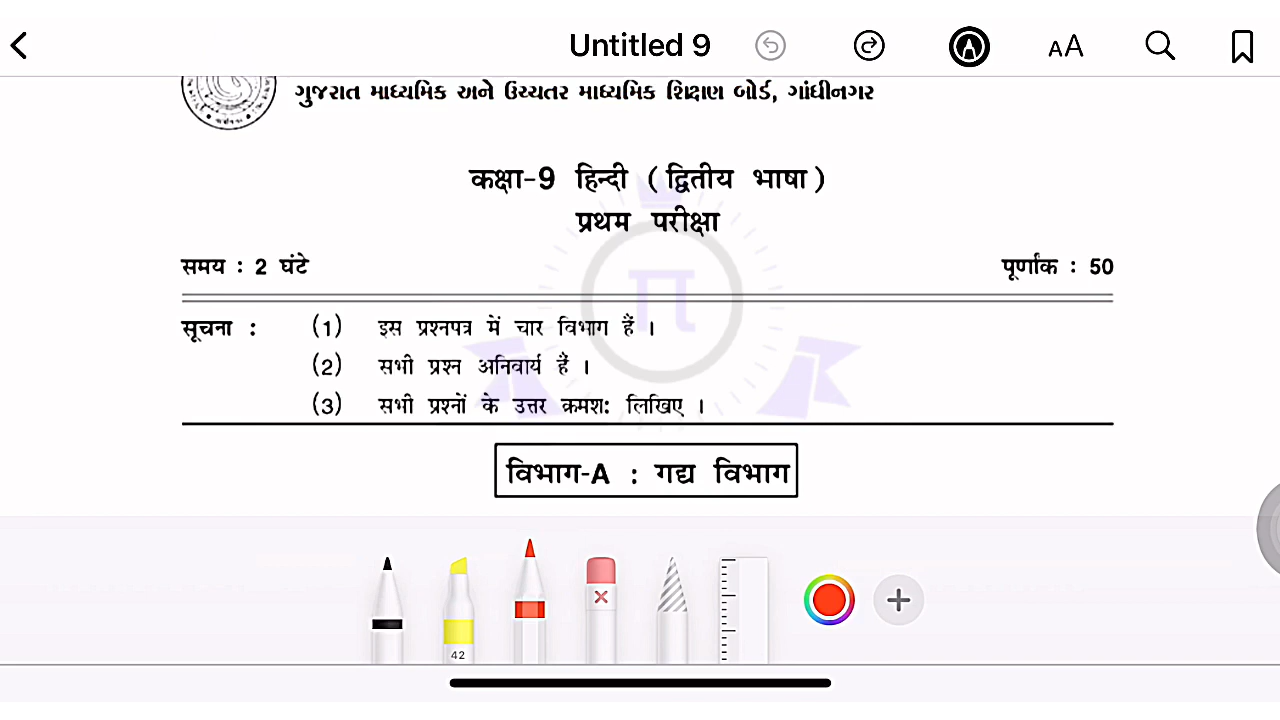 Untitled 9
AA
ગુજરાત માધ્યમિક અને ઉચ્ચતર માધ્યમિક શિક્ષણ બોર્ડ, ગાંધીનગર
कक्षा-9 हिन्दी (द्वितीय भाषा)
प्रथम परीक्षा
समय : 2 घंटे पूर्णांक : 50
सूचना : (1) इस प्रश्नपत्र में चार विभाग हैं ।
(2) सभी प्रश्न अनिवार्य हैं ।
(3) सभी प्रश्नों के उत्तर क्रमश: लिखिए ।
विभाग-A : गद्य विभाग
42